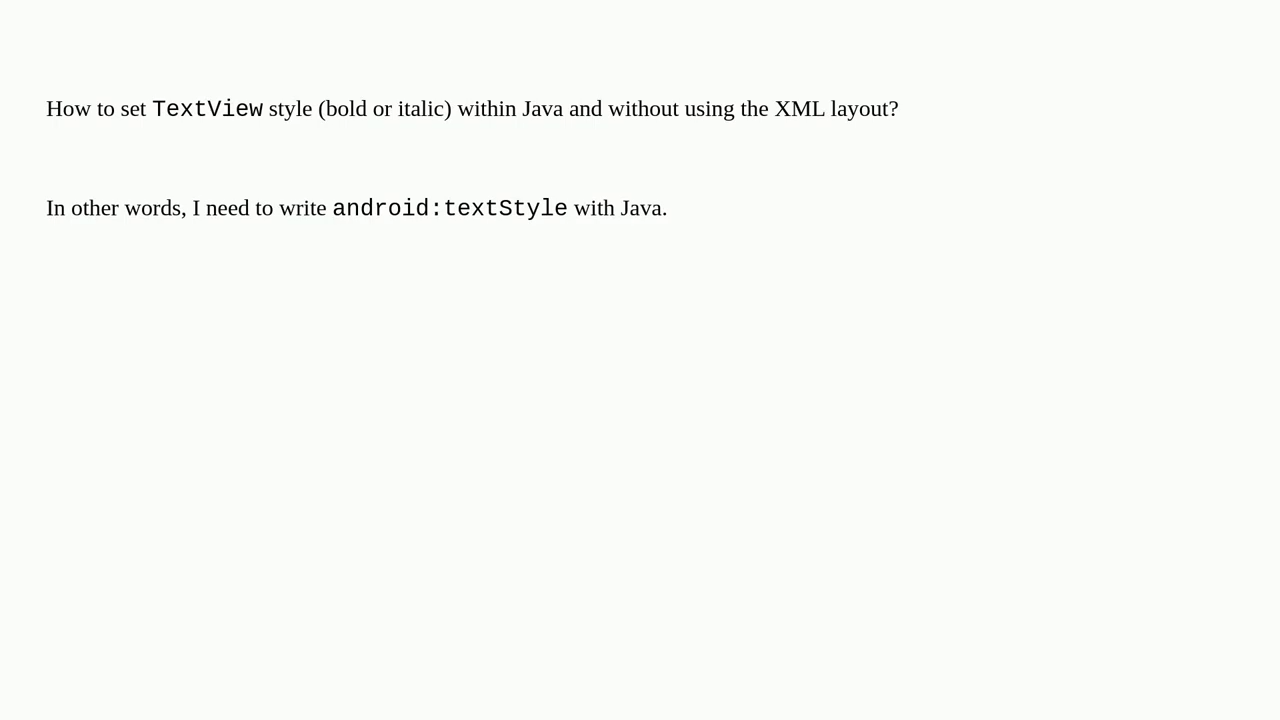 How to set TextView style (bold or italic) within Java and without using the XML layout?
In other words, I need to write android:textStyle with Java.